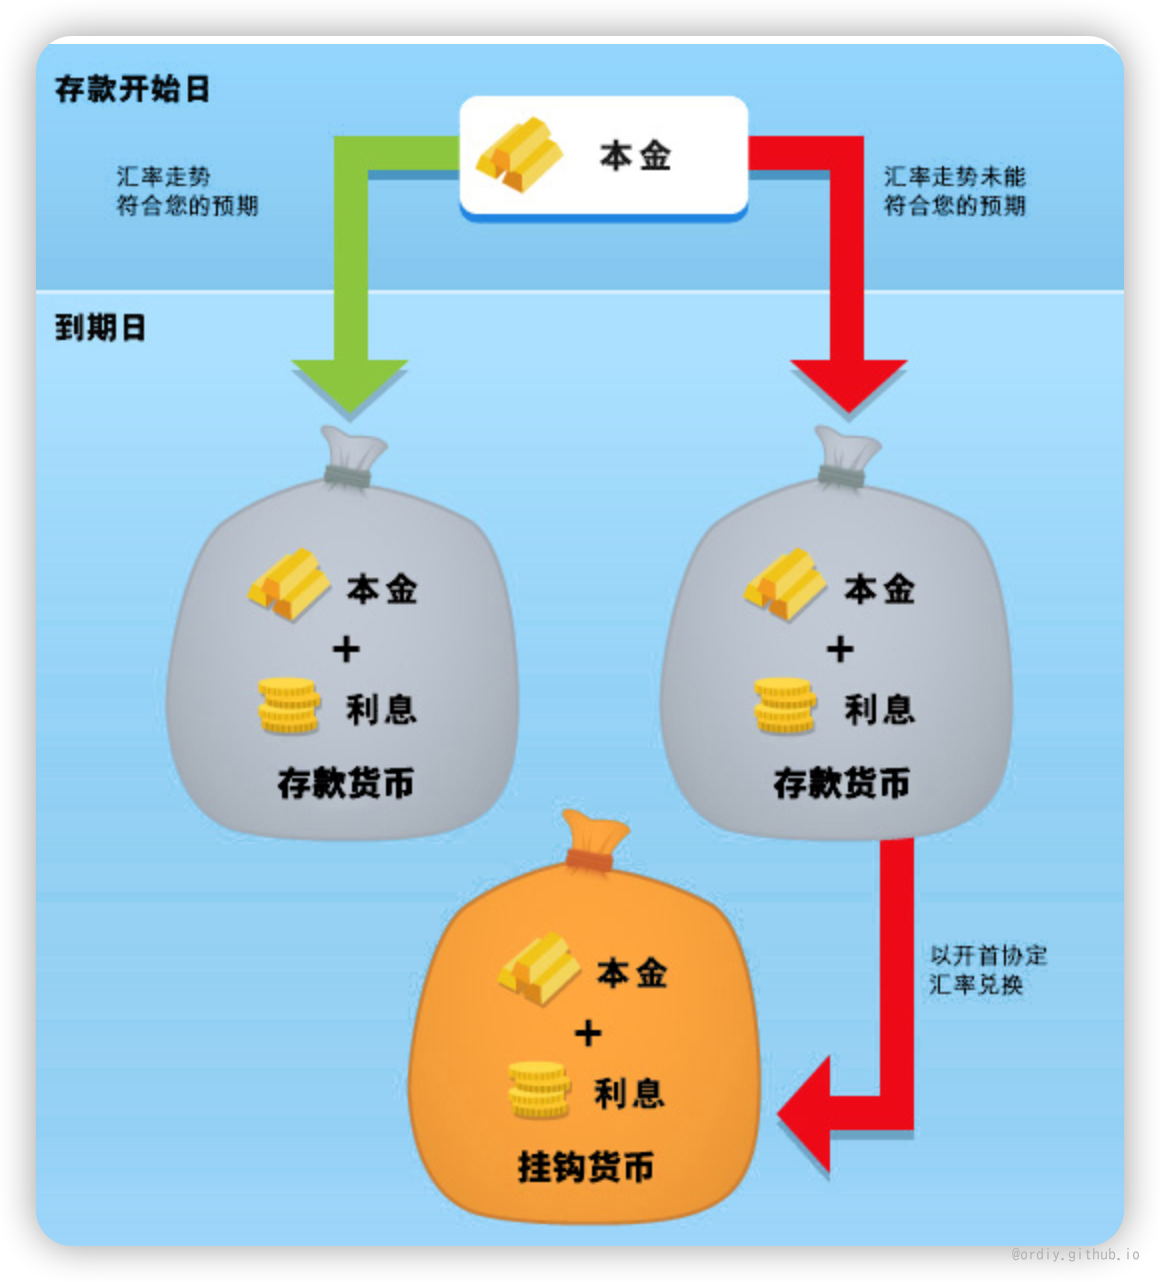 存款开始日
本金
汇率走势
符合您的预期
汇率走势未能
符合您的预期
到期日
本金
+
利息
存款货币
本金
+
利息
存款货币
以开首协定
汇率兑换
本金
+
利息
挂钩货币
@ordiy.github.io